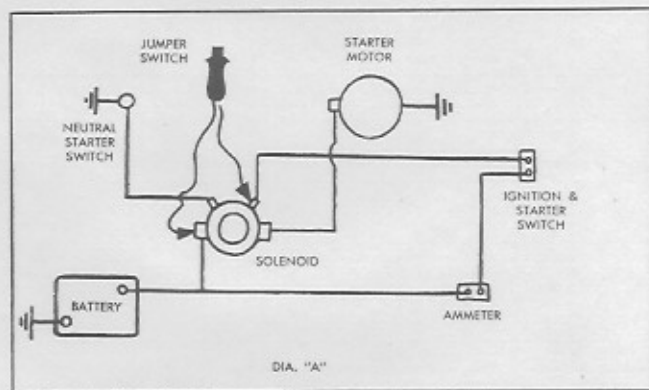 JUMPER
SWITCH
STARTER
MOTOR
NEUTRAL
STARTER
SWITCH
IGNITION &
STARTER
SWITCH
SOLENOID
BATTERY
AMMETER
DIA. "A"